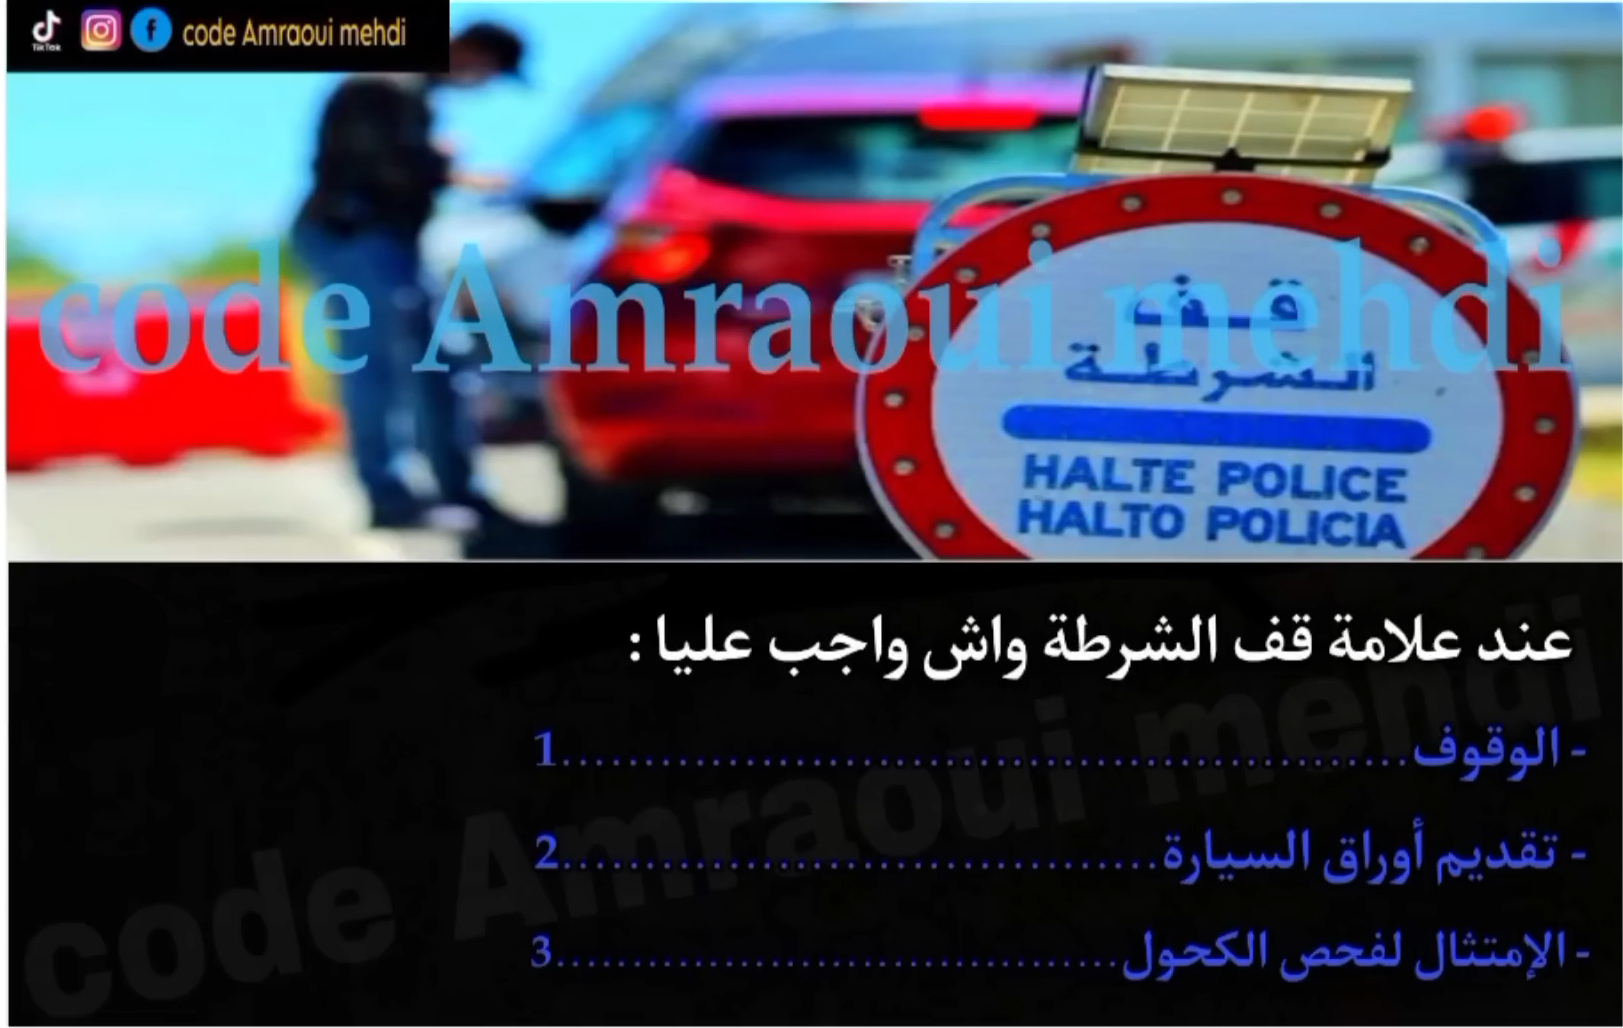 TikTok
code Amraoui mehdi
code Amraoui mehdi
قف
الشرطة
HALTE POLICE
HALTO POLICIA
عند علامة قف الشرطة واش واجب عليا :
- الوقوف..........................................1
- تقديم أوراق السيارة..............................2
- الإمتثال لفحص الكحول............................3
code Amraoui mehdi